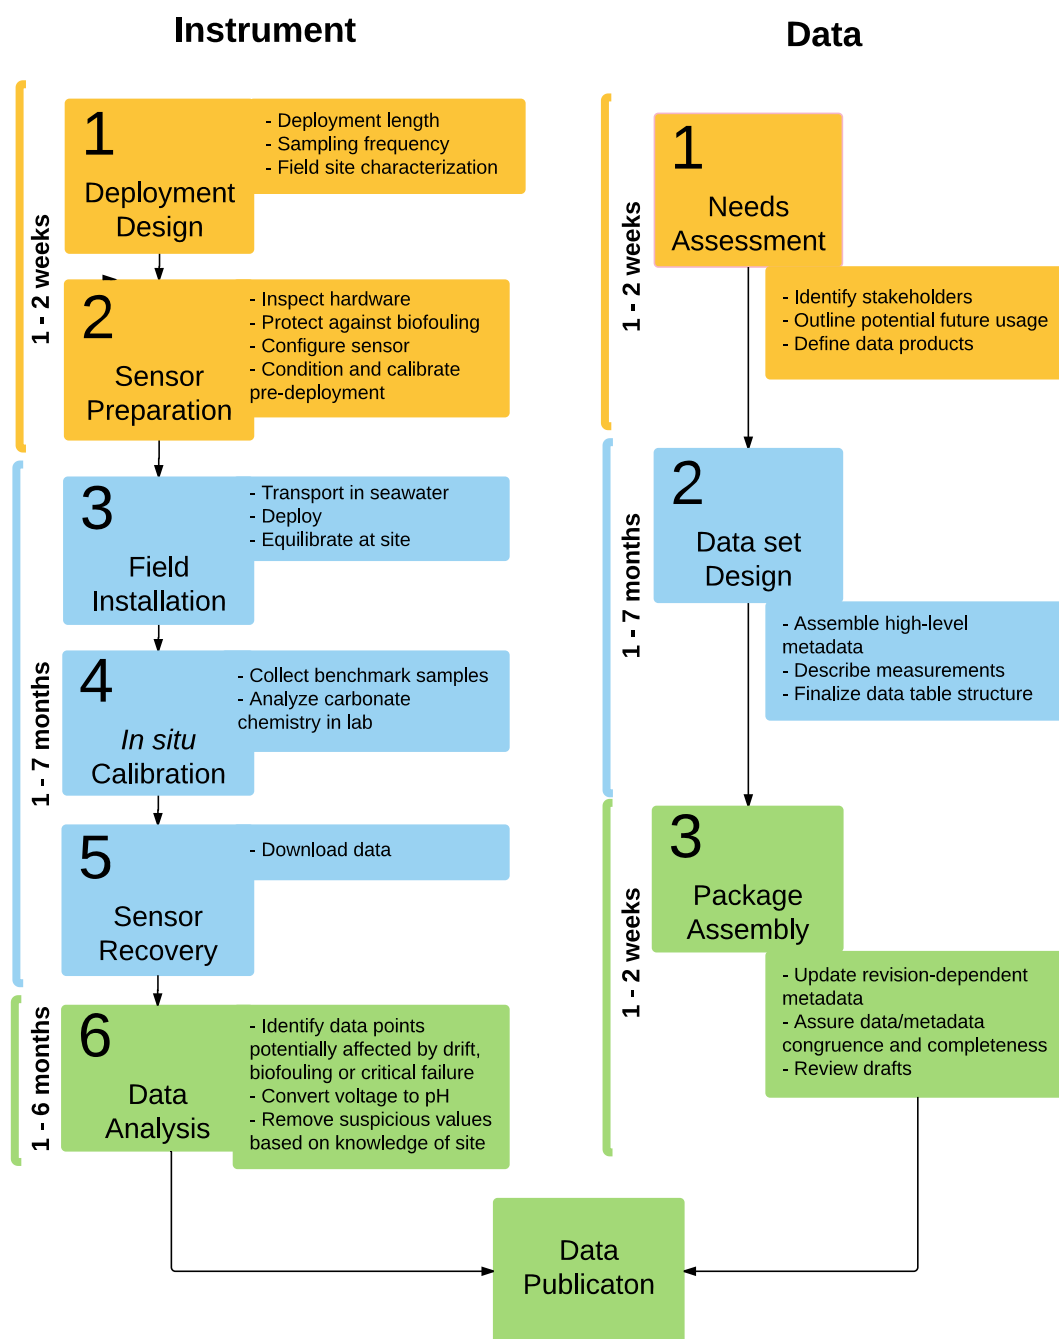 Instrument
1 - 2 weeks
1
Deployment
Design
- Deployment length
- Sampling frequency
- Field site characterization
2
Sensor
Preparation
- Inspect hardware
- Protect against biofouling
- Configure sensor
- Condition and calibrate
pre-deployment
1 - 7 months
3
Field
Installation
- Transport in seawater
- Deploy
- Equilibrate at site
4
In situ
Calibration
- Collect benchmark samples
- Analyze carbonate
chemistry in lab
5
Sensor
Recovery
- Download data
1 - 6 months
6
Data
Analysis
- Identify data points
potentially affected by drift,
biofouling or critical failure
- Convert voltage to pH
- Remove suspicious values
based on knowledge of site
Data
1 - 2 weeks
1
Needs
Assessment
- Identify stakeholders
- Outline potential future usage
- Define data products
1 - 7 months
2
Data set
Design
- Assemble high-level
metadata
- Describe measurements
- Finalize data table structure
1 - 2 weeks
3
Package
Assembly
- Update revision-dependent
metadata
- Assure data/metadata
congruence and completeness
- Review drafts
Data
Publicaton